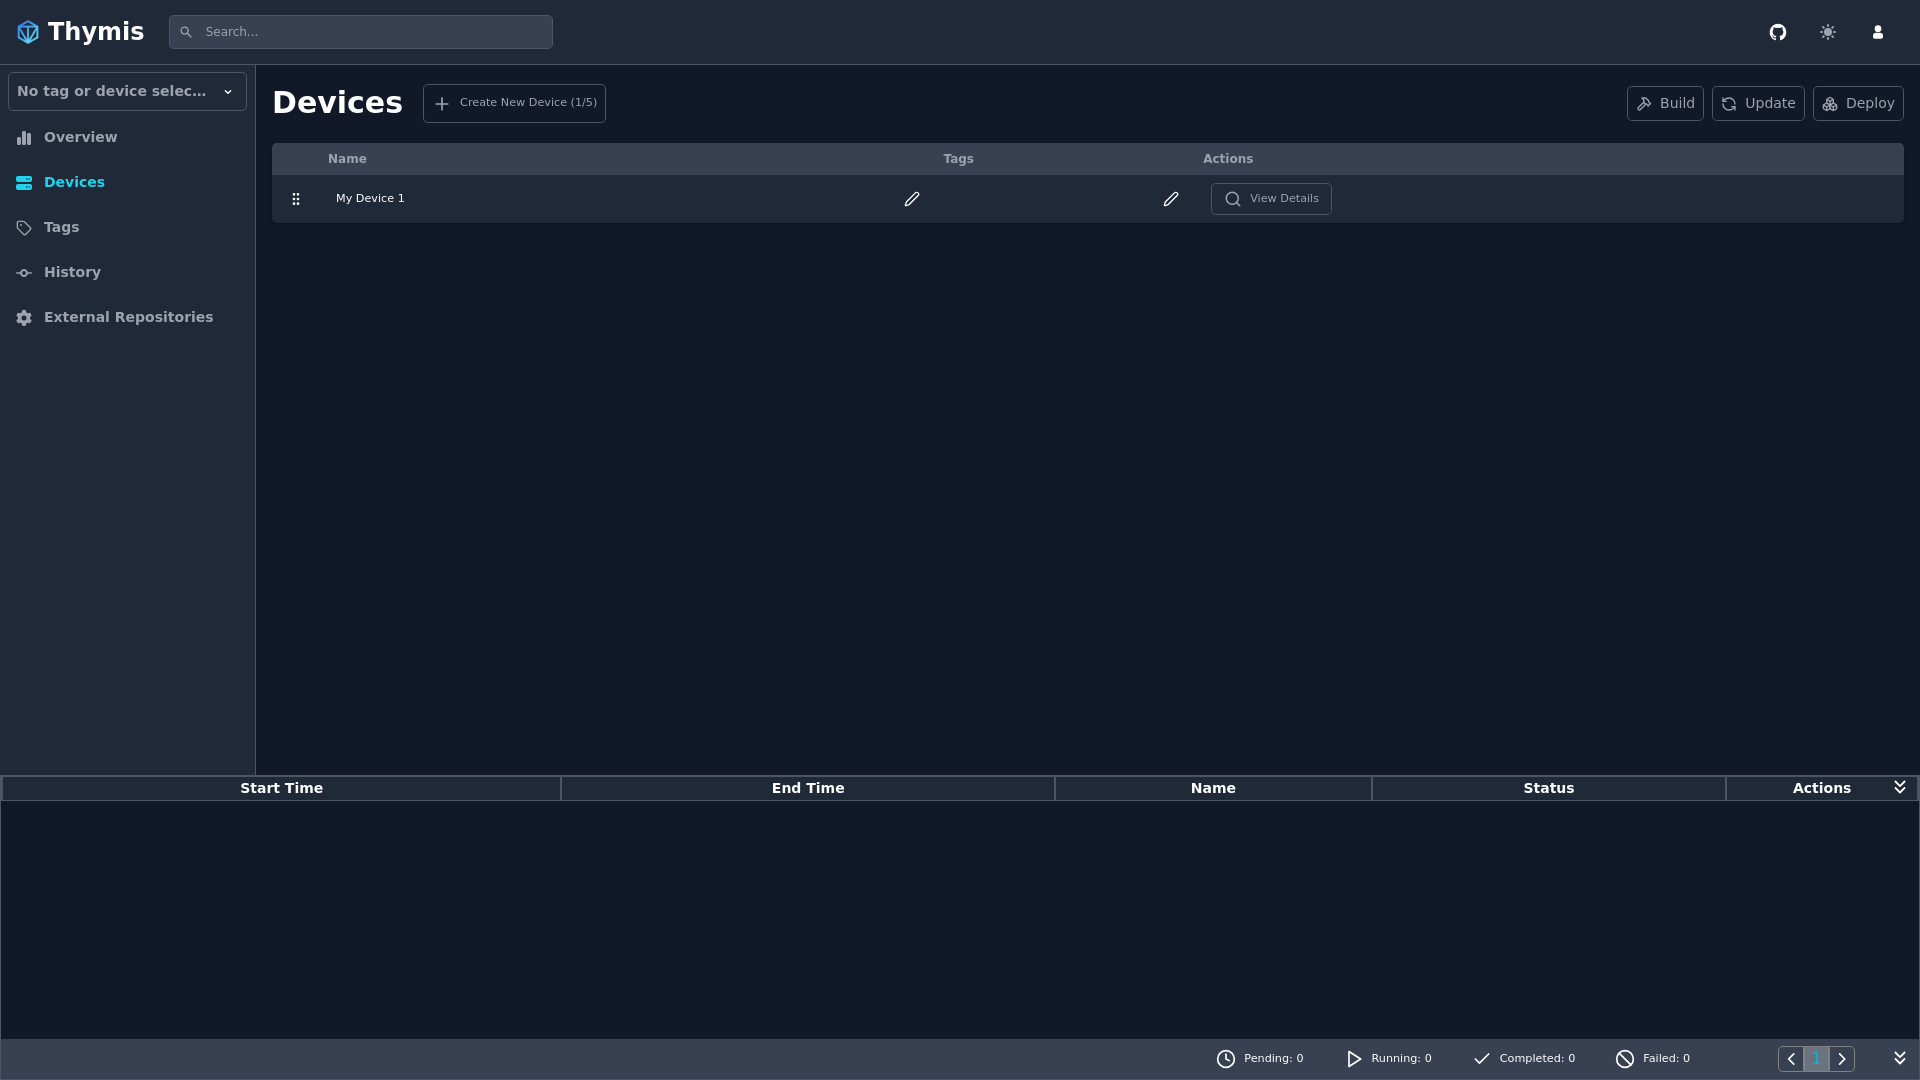 Thymis
Search...
No tag or device selec...
Overview
Devices
Tags
History
External Repositories
Devices
Create New Device (1/5)
Build
Update
Deploy
Name Tags Actions
My Device 1
View Details
Start Time End Time Name Status Actions
Pending: 0
Running: 0
Completed: 0
Failed: 0
1